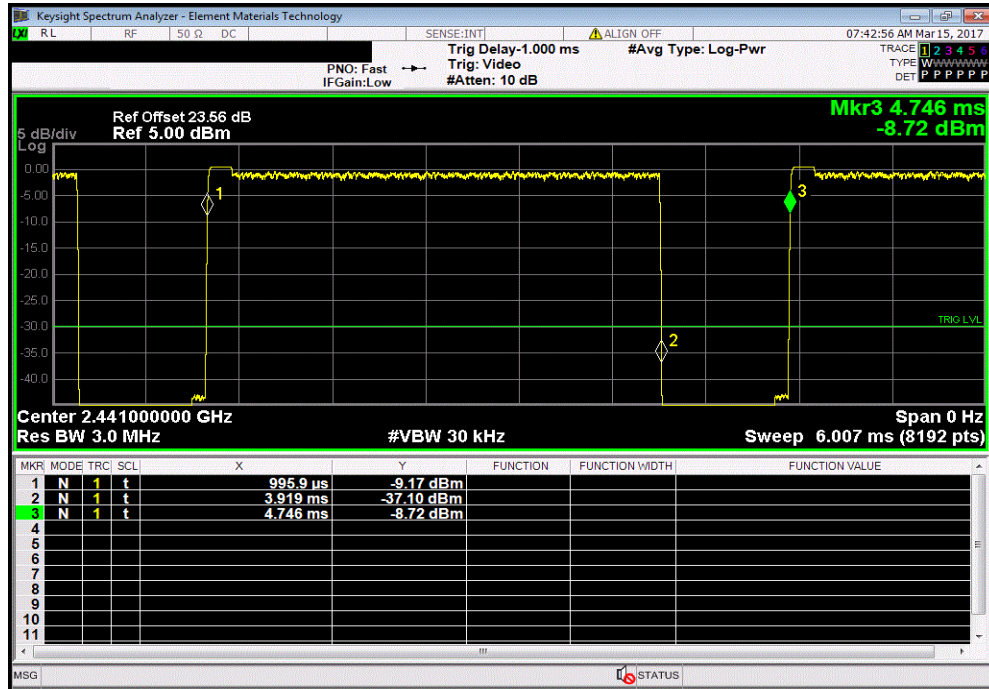 Keysight Spectrum Analyzer - Element Materials Technology
LXI RL RF 50 Ω DC SENSE:INT ALIGN OFF 07:42:56 AM Mar 15, 2017
Trig Delay-1.000 ms #Avg Type: Log-Pwr TRACE 1 2 3 4 5 6
PNO: Fast Trig: Video TYPE WWWWWW
IFGain:Low #Atten: 10 dB DET P P P P P P
Mkr3 4.746 ms
-8.72 dBm
Ref Offset 23.56 dB
5 dB/div Ref 5.00 dBm
Log
0.00
-5.00
-10.0
-15.0
-20.0
-25.0
-30.0
-35.0
-40.0
1
3
TRIG LVL
2
Center 2.441000000 GHz Span 0 Hz
Res BW 3.0 MHz #VBW 30 kHz Sweep 6.007 ms (8192 pts)
MKR MODE TRC SCL X Y FUNCTION FUNCTION WIDTH FUNCTION VALUE
1 N 1 t 995.9 µs -9.17 dBm
2 N 1 t 3.919 ms -37.10 dBm
3 N 1 t 4.746 ms -8.72 dBm
4
5
6
7
8
9
10
11
MSG STATUS